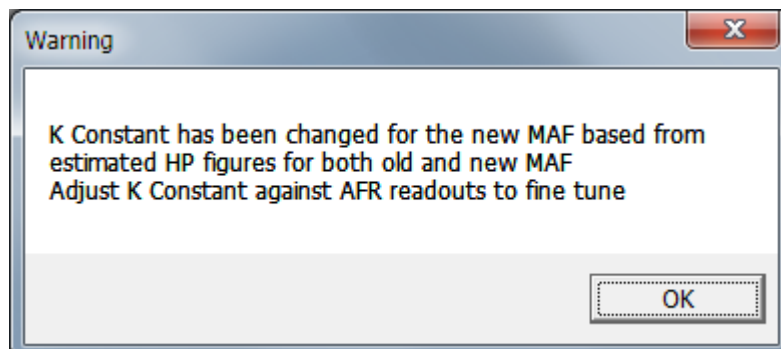 Warning
K Constant has been changed for the new MAF based from
estimated HP figures for both old and new MAF
Adjust K Constant against AFR readouts to fine tune
OK